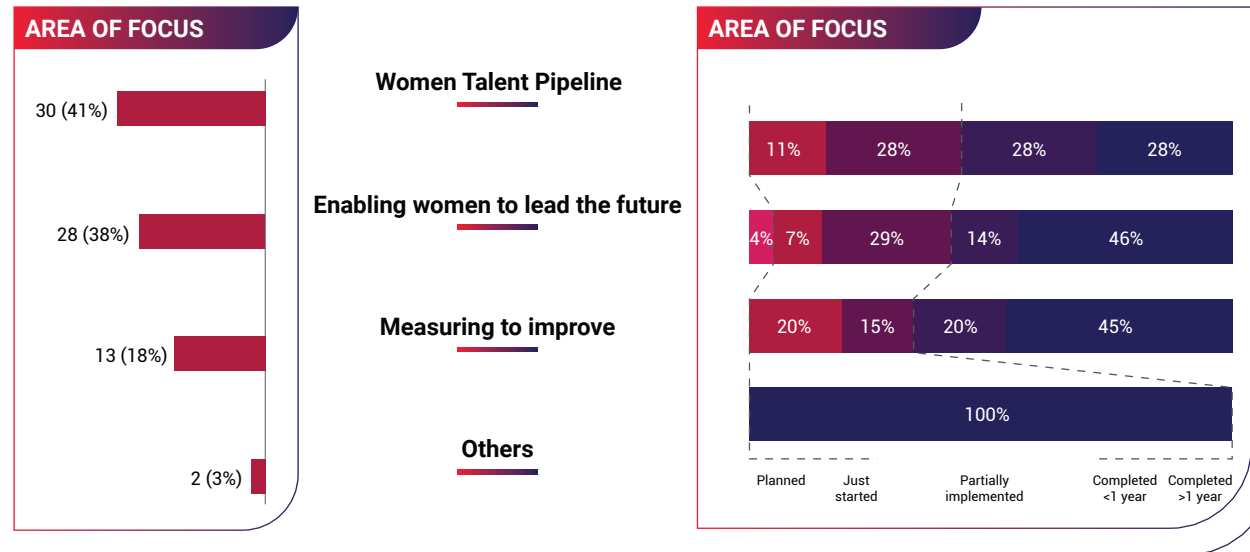 AREA OF FOCUS
30 (41%)
28 (38%)
13 (18%)
2 (3%)
Women Talent Pipeline
Enabling women to lead the future
Measuring to improve
Others
AREA OF FOCUS
11% 28% 28% 28%
4% 7% 29% 14% 46%
20% 15% 20% 45%
100%
Planned
Just
started
Partially
implemented
Completed
<1 year
Completed
>1 year